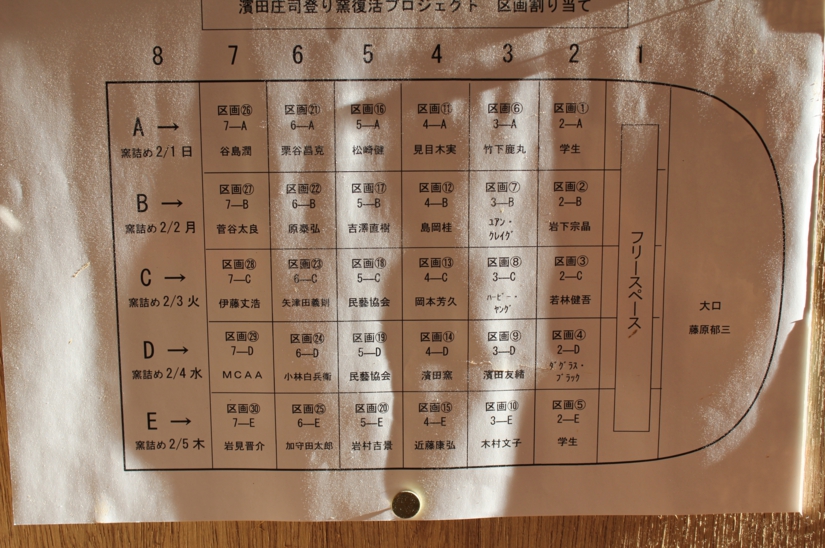 濱田庄司登り窯復活プロジェクト　区画割り当て
8 7 6 5 4 3 2 1
A → 区画㉖ 区画㉑ 区画⑯ 区画⑪ 区画⑥ 区画①
7―A 6―A 5―A 4―A 3―A 2―A
窯詰め 2/1 日 谷島潤 栗谷昌克 松崎健 見目木実 竹下鹿丸 学生
B → 区画㉗ 区画㉒ 区画⑰ 区画⑫ 区画⑦ 区画②
7―B 6―B 5―B 4―B 3―B 2―B
窯詰め 2/2 月 菅谷太良 原泰弘 吉澤直樹 島岡桂 ﾕｱﾝ・ 岩下宗晶
ｸﾚｲｸﾞ
C → 区画㉘ 区画㉓ 区画⑱ 区画⑬ 区画⑧ 区画③
7―C 6―C 5―C 4―C 3―C 2―C
窯詰め 2/3 火 伊藤丈浩 矢津田義則 民藝協会 岡本芳久 ﾊｰﾋﾞｰ・ 若林健吾
ﾔﾝｸﾞ
D → 区画㉙ 区画㉔ 区画⑲ 区画⑭ 区画⑨ 区画④
7―D 6―D 5―D 4―D 3―D 2―D
窯詰め 2/4 水 ＭＣＡＡ 小林白兵衛 民藝協会 濱田窯 濱田友緒 ﾀﾞｸﾞﾗｽ・
ﾌﾞﾗｯｸ
E → 区画㉚ 区画㉕ 区画⑳ 区画⑮ 区画⑩ 区画⑤
7―E 6―E 5―E 4―E 3―E 2―E
窯詰め 2/5 木 岩見晋介 加守田太郎 岩村吉景 近藤康弘 木村文子 学生
フリースペース！
大口
藤原郁三